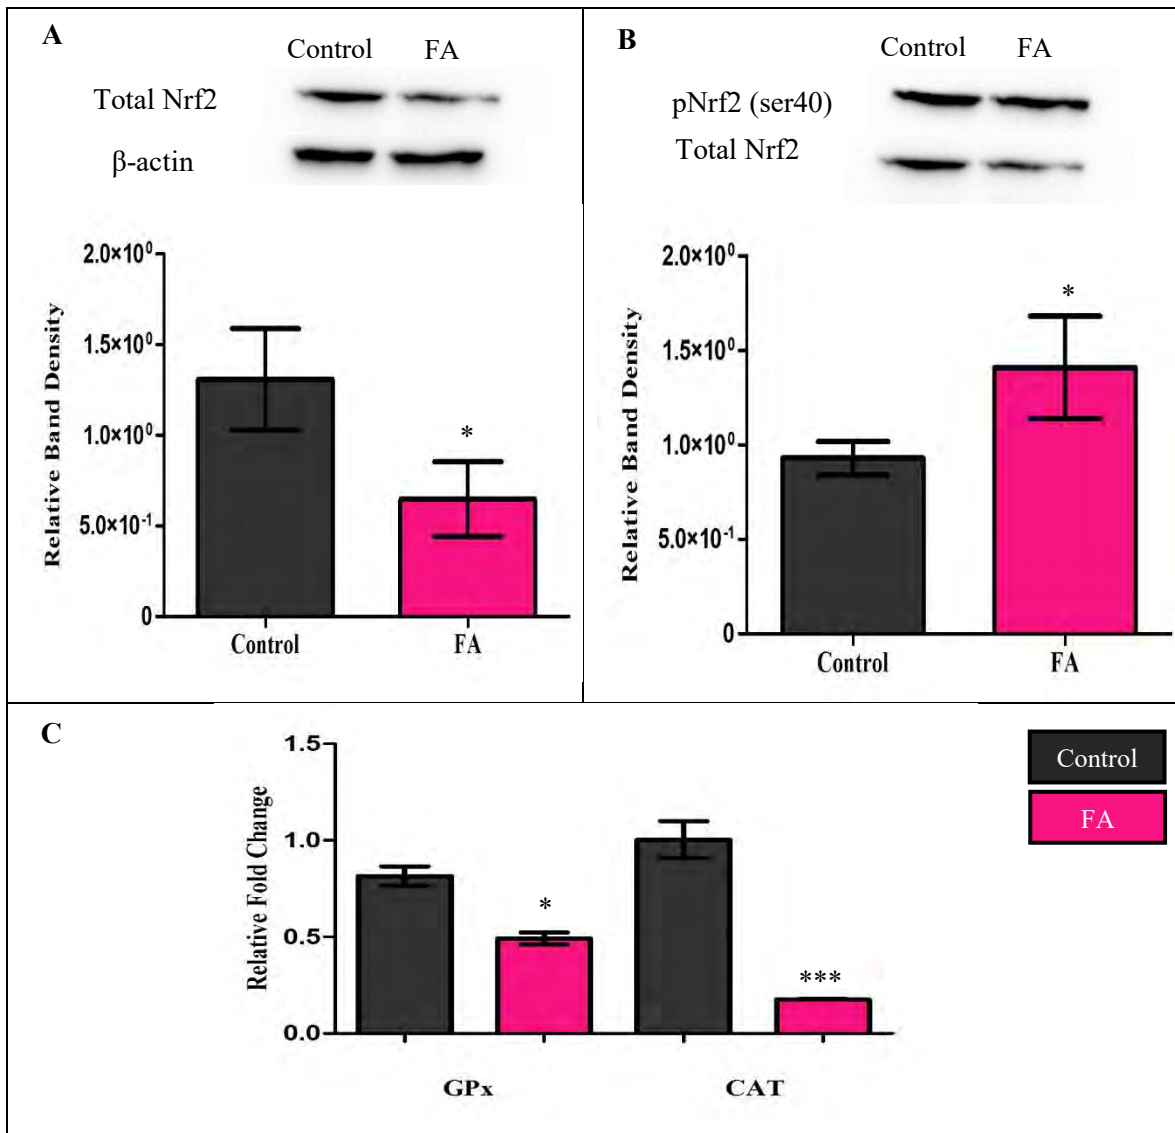 A
Control FA
Total Nrf2
β-actin
Relative Band Density
2.0×10⁰
1.5×10⁰
1.0×10⁰
5.0×10⁻¹
0
*
Control FA
B
Control FA
pNrf2 (ser40)
Total Nrf2
Relative Band Density
2.0×10⁰
1.5×10⁰
1.0×10⁰
5.0×10⁻¹
0
*
Control FA
C
Relative Fold Change
1.5
1.0
0.5
0.0
*
***
GPx CAT
Control
FA